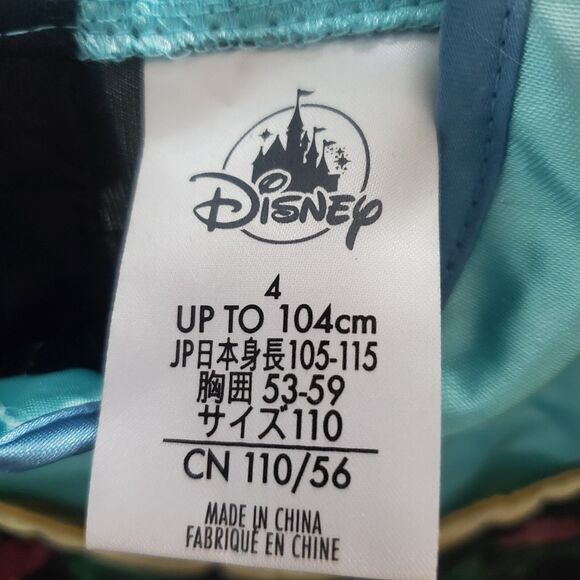 Disney
4
UP TO 104cm
JP日本身長105-115
胸囲 53-59
サイズ110
CN 110/56
MADE IN CHINA
FABRIQUÉ EN CHINE